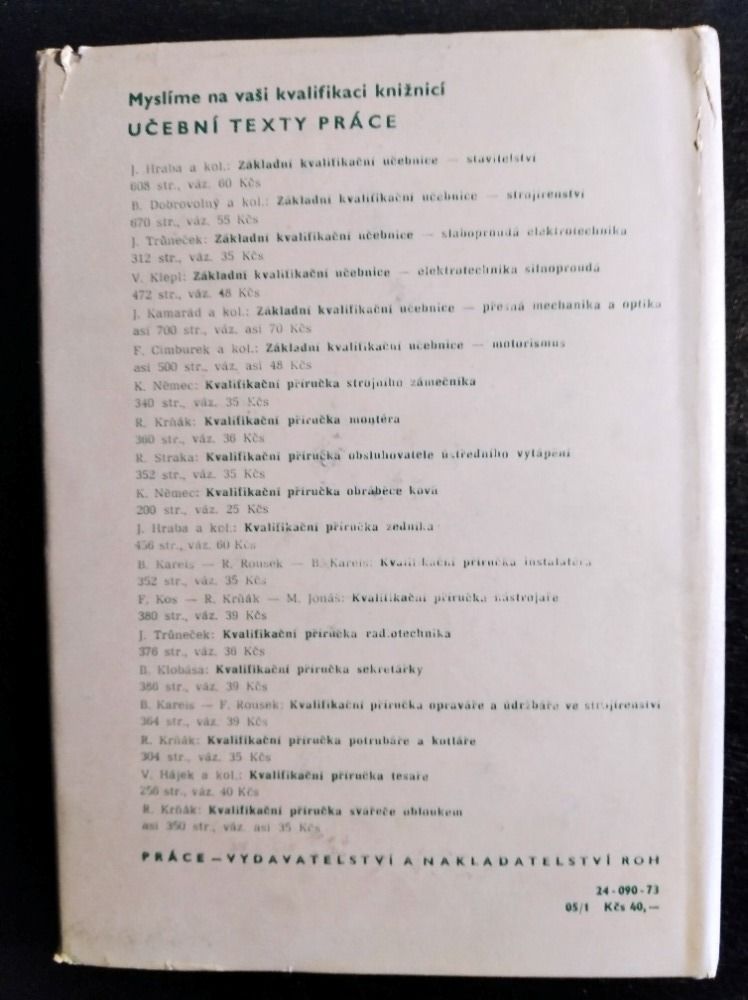 Myslíme na vaši kvalifikaci knižnicí
UČEBNÍ TEXTY PRÁCE
J. Hraba a kol.: Základní kvalifikační učebnice — stavitelství
608 str., váz. 60 Kčs
B. Dobrovolný a kol.: Základní kvalifikační učebnice — strojírenství
670 str., váz. 55 Kčs
J. Trůneček: Základní kvalifikační učebnice — slaboproudá elektrotechnika
312 str., váz. 35 Kčs
V. Klepl: Základní kvalifikační učebnice — elektrotechnika silnoproudá
472 str., váz. 48 Kčs
J. Kamarád a kol.: Základní kvalifikační učebnice — přesná mechanika a optika
asi 700 str., váz. asi 70 Kčs
F. Cimburek a kol.: Základní kvalifikační učebnice — motorismus
asi 500 str., váz. asi 48 Kčs
K. Němec: Kvalifikační příručka strojního zámečníka
340 str., váz. 35 Kčs
R. Krňák: Kvalifikační příručka montéra
360 str., váz. 36 Kčs
R. Straka: Kvalifikační příručka obsluhovatele ústředního vytápění
352 str., váz. 35 Kčs
K. Němec: Kvalifikační příručka obráběče kovů
200 str., váz. 25 Kčs
J. Hraba a kol.: Kvalifikační příručka zedníka
456 str., váz. 60 Kčs
B. Kareis — R. Rousek — B. Kareis: Kvalifikační příručka instalatéra
352 str., váz. 35 Kčs
F. Kos — R. Krňák — M. Jonáš: Kvalifikační příručka nástrojaře
380 str., váz. 39 Kčs
J. Trůneček: Kvalifikační příručka radiotechnika
376 str., váz. 36 Kčs
B. Klobása: Kvalifikační příručka sekretářky
386 str., váz. 39 Kčs
B. Kareis — F. Rousek: Kvalifikační příručka opraváře a údržbáře ve strojírenství
364 str., váz. 39 Kčs
R. Krňák: Kvalifikační příručka potrubáře a kotláře
304 str., váz. 35 Kčs
V. Hájek a kol.: Kvalifikační příručka tesaře
256 str., váz. 40 Kčs
R. Krňák: Kvalifikační příručka svářeče obloukem
asi 350 str., váz. asi 35 Kčs
PRÁCE — VYDAVATELSTVÍ A NAKLADATELSTVÍ ROH
24-090-73
05/1 Kčs 40,—